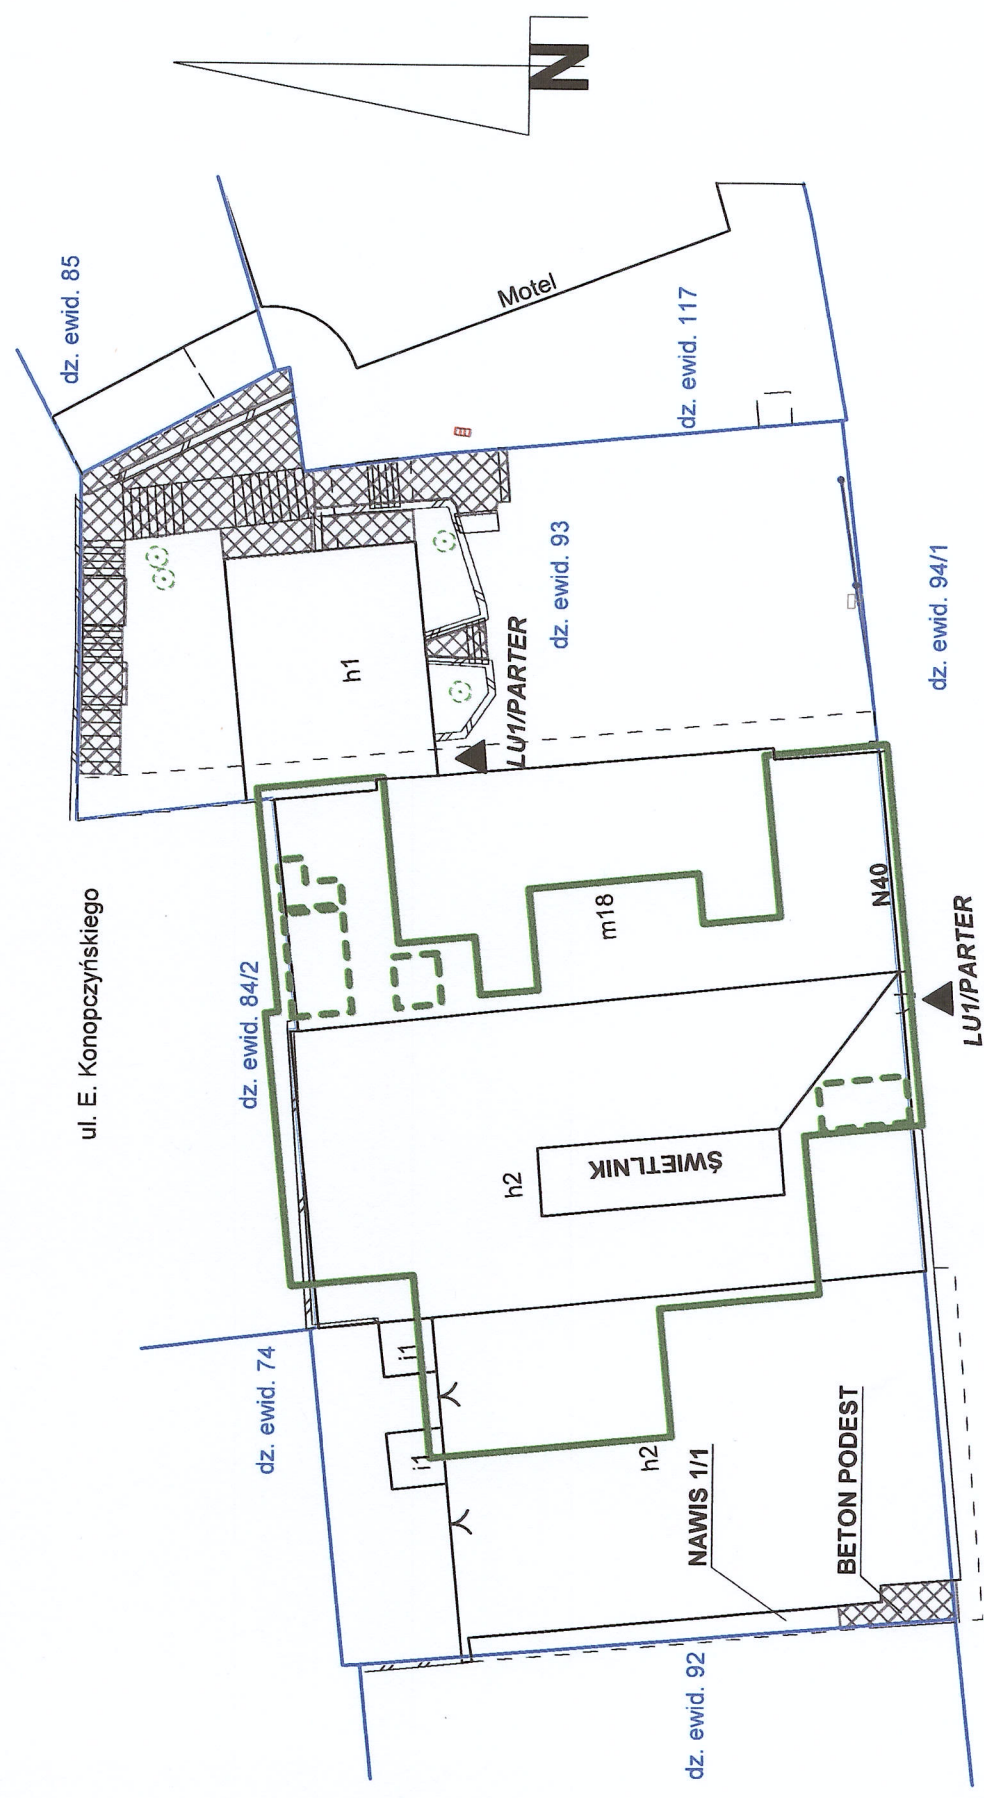 ul. E. Konopczyńskiego
dz. ewid. 85
dz. ewid. 84/2
dz. ewid. 74
N
Motel
dz. ewid. 117
h1
dz. ewid. 93
LU1/PARTER
dz. ewid. 94/1
m18
N40
LU1/PARTER
h2
ŚWIETLNIK
i1
i1
h2
NAWIS 1/1
BETON PODEST
dz. ewid. 92